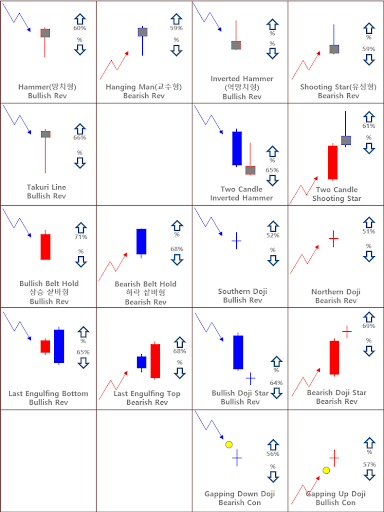 60%
%
Hammer(망치형)
Bullish Rev
59%
%
Hanging Man(교수형)
Bearish Rev
%
%
Inverted Hammer
(역망치형)
Bullish Rev
%
59%
Shooting Star(유성형)
Bearish Rev
66%
%
Takuri Line
Bullish Rev
%
65%
Two Candle
Inverted Hammer
61%
%
Two Candle
Shooting Star
71%
%
Bullish Belt Hold
상승 샅바형
Bullish Rev
%
68%
Bearish Belt Hold
하락 샅바형
Bearish Rev
52%
%
Southern Doji
Bullish Rev
51%
%
Northern Doji
Bearish Rev
%
65%
Last Engulfing Bottom
Bullish Rev
68%
%
Last Engulfing Top
Bearish Rev
%
64%
Bullish Doji Star
Bullish Rev
69%
%
Bearish Doji Star
Bearish Rev
56%
%
Gapping Down Doji
Bearish Con
%
57%
Gapping Up Doji
Bullish Con